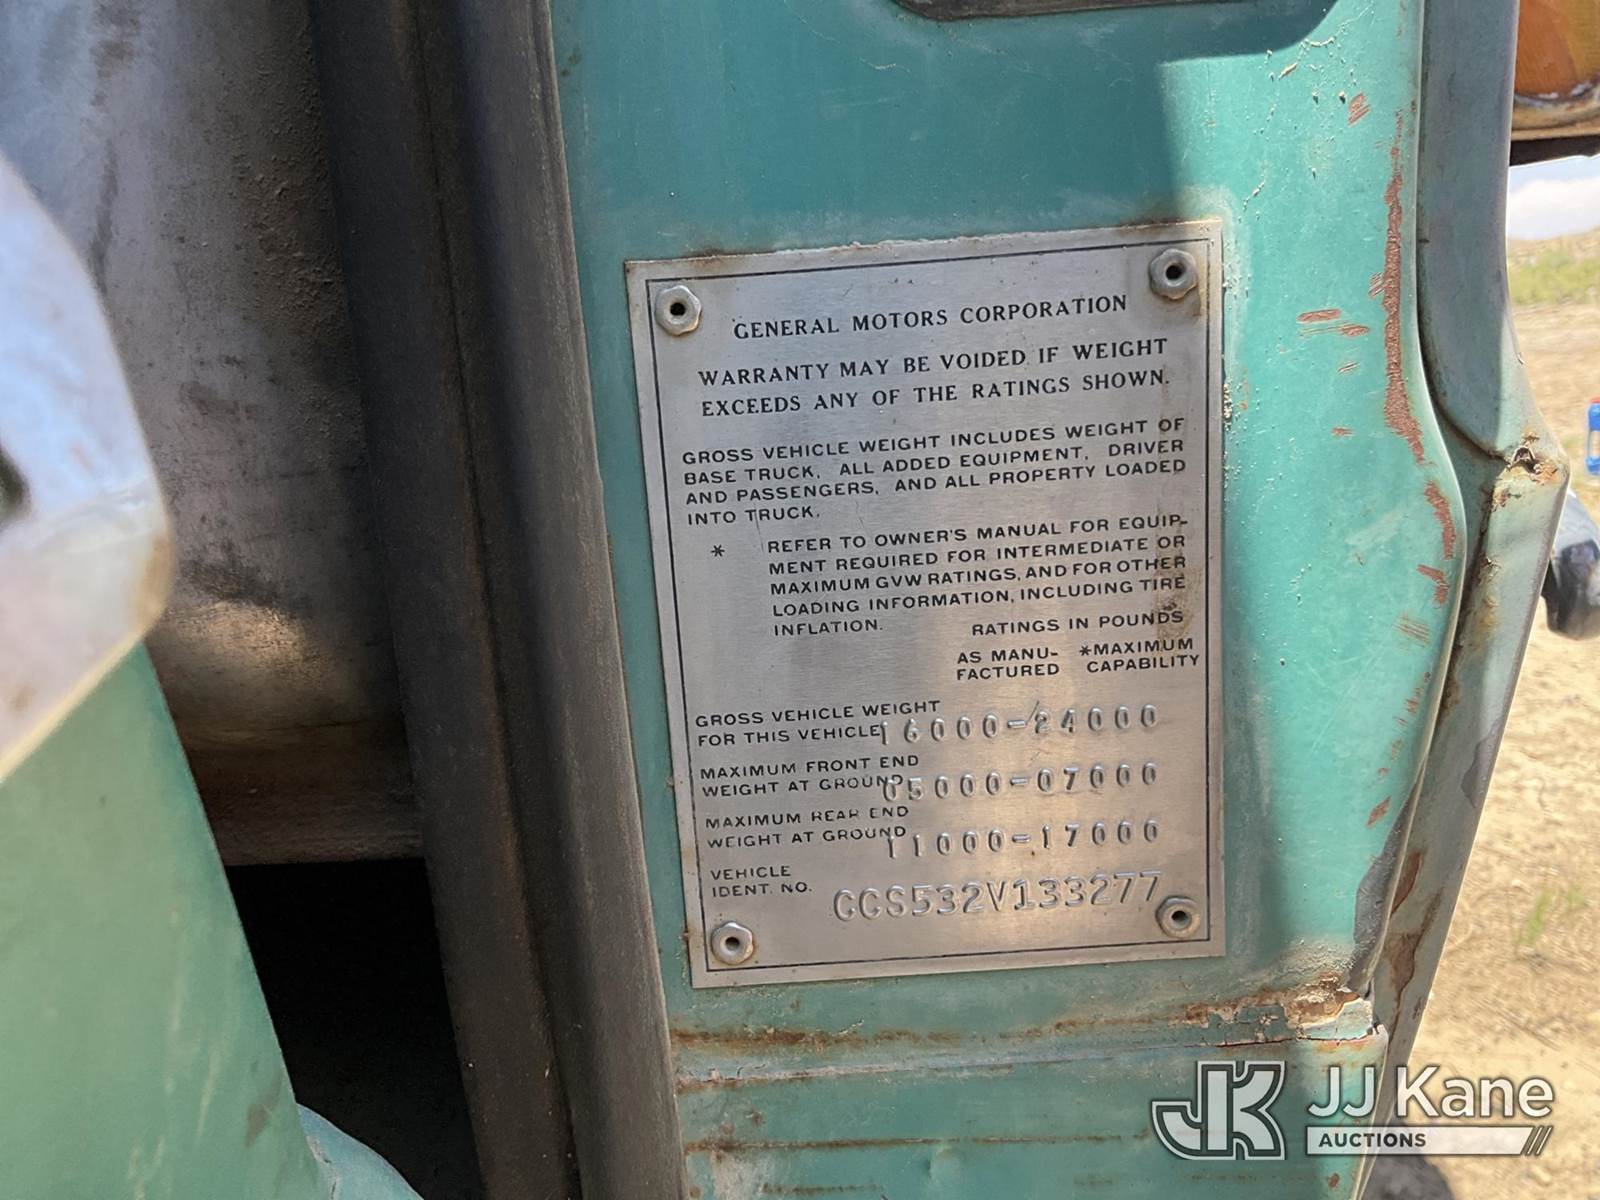 GENERAL MOTORS CORPORATION
WARRANTY MAY BE VOIDED IF WEIGHT
EXCEEDS ANY OF THE RATINGS SHOWN.
GROSS VEHICLE WEIGHT INCLUDES WEIGHT OF
BASE TRUCK, ALL ADDED EQUIPMENT, DRIVER
AND PASSENGERS, AND ALL PROPERTY LOADED
INTO TRUCK.
* REFER TO OWNER'S MANUAL FOR EQUIP-
MENT REQUIRED FOR INTERMEDIATE OR
MAXIMUM GVW RATINGS, AND FOR OTHER
LOADING INFORMATION, INCLUDING TIRE
INFLATION.
RATINGS IN POUNDS
AS MANU- *MAXIMUM
FACTURED CAPABILITY
GROSS VEHICLE WEIGHT
FOR THIS VEHICLE 16000-24000
MAXIMUM FRONT END
WEIGHT AT GROUND 05000-07000
MAXIMUM REAR END
WEIGHT AT GROUND 11000-17000
VEHICLE
IDENT. NO. CCS532V133277
JK JJ Kane
AUCTIONS